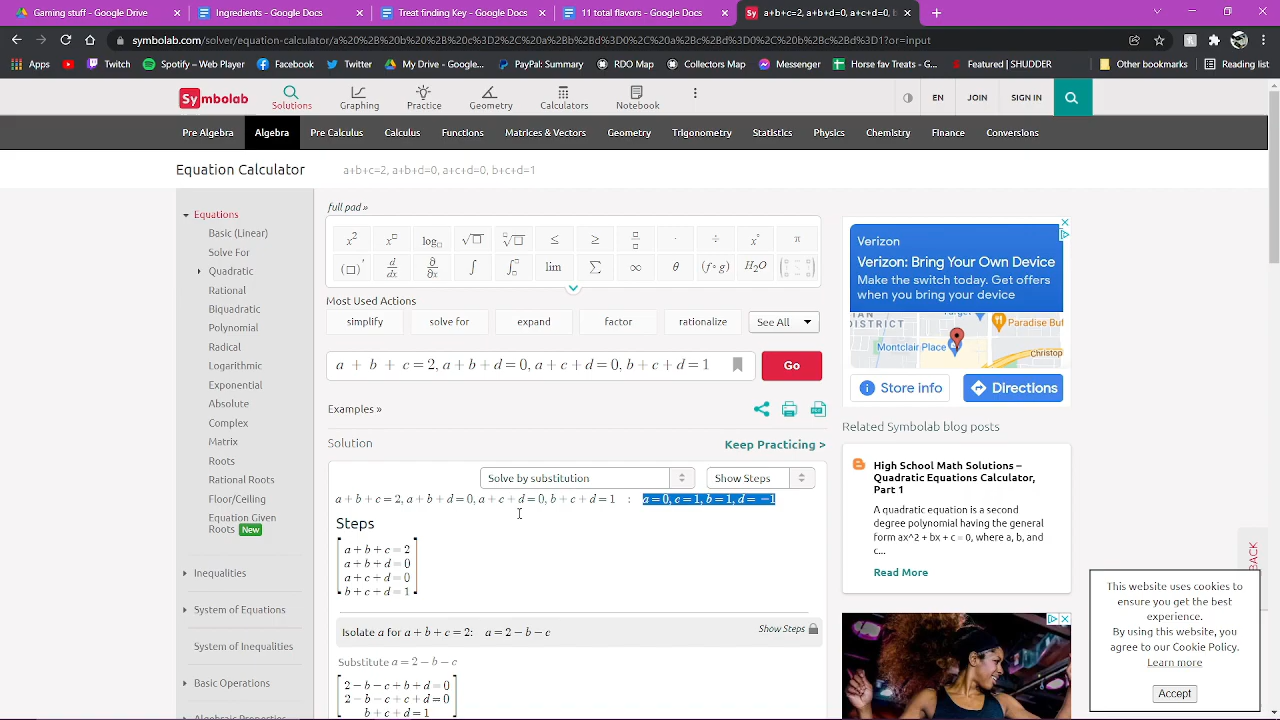 Gaming stuff - Google Drive
Ingredients - Google Docs
Treat finding Key - Google Docs
11 total flavors - Google Docs
Sy a+b+c=2, a+b+d=0, a+c+d=0, b
symbolab.com/solver/equation-calculator/a%20%2B%20b%20%2B%20c%3D2%2C%20a%2Bb%2Bd%3D0%2C%20a%2Bc%2Bd%3D0%2C%20b%2Bc%2Bd%3D1?or=input
Apps
Twitch
Spotify – Web Player
Facebook
Twitter
My Drive - Google...
PayPal: Summary
RDO Map
Collectors Map
Messenger
Horse fav Treats - G...
Featured | SHUDDER
Other bookmarks
Reading list
Symbolab
Solutions
Graphing
Practice
Geometry
Calculators
Notebook
EN
JOIN
SIGN IN
Pre Algebra
Algebra
Pre Calculus
Calculus
Functions
Matrices & Vectors
Geometry
Trigonometry
Statistics
Physics
Chemistry
Finance
Conversions
Equation Calculator
a+b+c=2, a+b+d=0, a+c+d=0, b+c+d=1
Equations
Basic (Linear)
Solve For
Quadratic
Rational
Biquadratic
Polynomial
Radical
Logarithmic
Exponential
Absolute
Complex
Matrix
Roots
Rational Roots
Floor/Ceiling
Equation Given
Roots New
Inequalities
System of Equations
System of Inequalities
Basic Operations
Algebraic Properties
full pad »
x² x□ log□ √□ □√□ ≤ ≥ □/□ · ÷ x° π
(□)′ d/dx ∂/∂x ∫ ∫□□ lim ∑ ∞ θ (f∘g) H₂O
Most Used Actions
simplify
solve for
expand
factor
rationalize
See All
a + b + c = 2, a + b + d = 0, a + c + d = 0, b + c + d = 1
Go
Examples »
Solution
Keep Practicing >
Solve by substitution
Show Steps
a + b + c = 2, a + b + d = 0, a + c + d = 0, b + c + d = 1 : a = 0, c = 1, b = 1, d = −1
Steps
a + b + c = 2
a + b + d = 0
a + c + d = 0
b + c + d = 1
Isolate a for a + b + c = 2: a = 2 − b − c
Show Steps
Substitute a = 2 − b − c
2 − b − c + b + d = 0
2 − b − c + c + d = 0
b + c + d = 1
Verizon
Verizon: Bring Your Own Device
Make the switch today. Get offers
when you bring your device
DISTRICT
Target
Paradise Buf
Montclair Place
Christop
Store info
Directions
Related Symbolab blog posts
High School Math Solutions –
Quadratic Equations Calculator,
Part 1
A quadratic equation is a second
degree polynomial having the general
form ax^2 + bx + c = 0, where a, b, and
c...
Read More
BACK
This website uses cookies to
ensure you get the best
experience.
By using this website, you
agree to our Cookie Policy.
Learn more
Accept